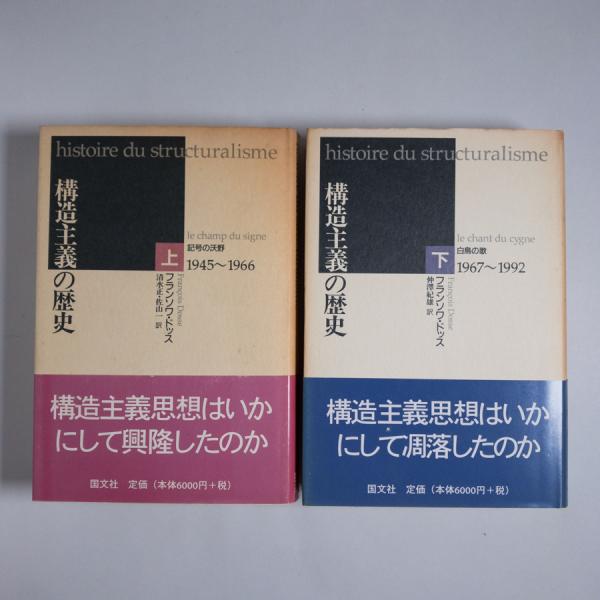 histoire du structuralisme
構造主義の歴史
le champ du signe
上
記号の沃野
1945〜1966
François Dosse
フランソワ・ドッス
清水正・佐山一 訳
構造主義思想はいか
にして興隆したのか
国文社 定価(本体6000円+税)
histoire du structuralisme
構造主義の歴史
le chant du cygne
下
白鳥の歌
1967〜1992
François Dosse
フランソワ・ドッス
仲澤紀雄 訳
構造主義思想はいか
にして凋落したのか
国文社 定価(本体6000円+税)